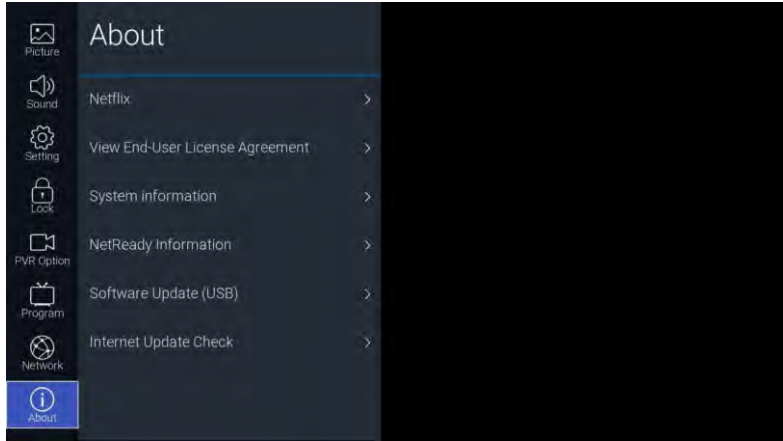 Picture
Sound
Setting
Lock
PVR Option
Program
Network
About
About
Netflix
View End-User License Agreement
System information
NetReady Information
Software Update (USB)
Internet Update Check